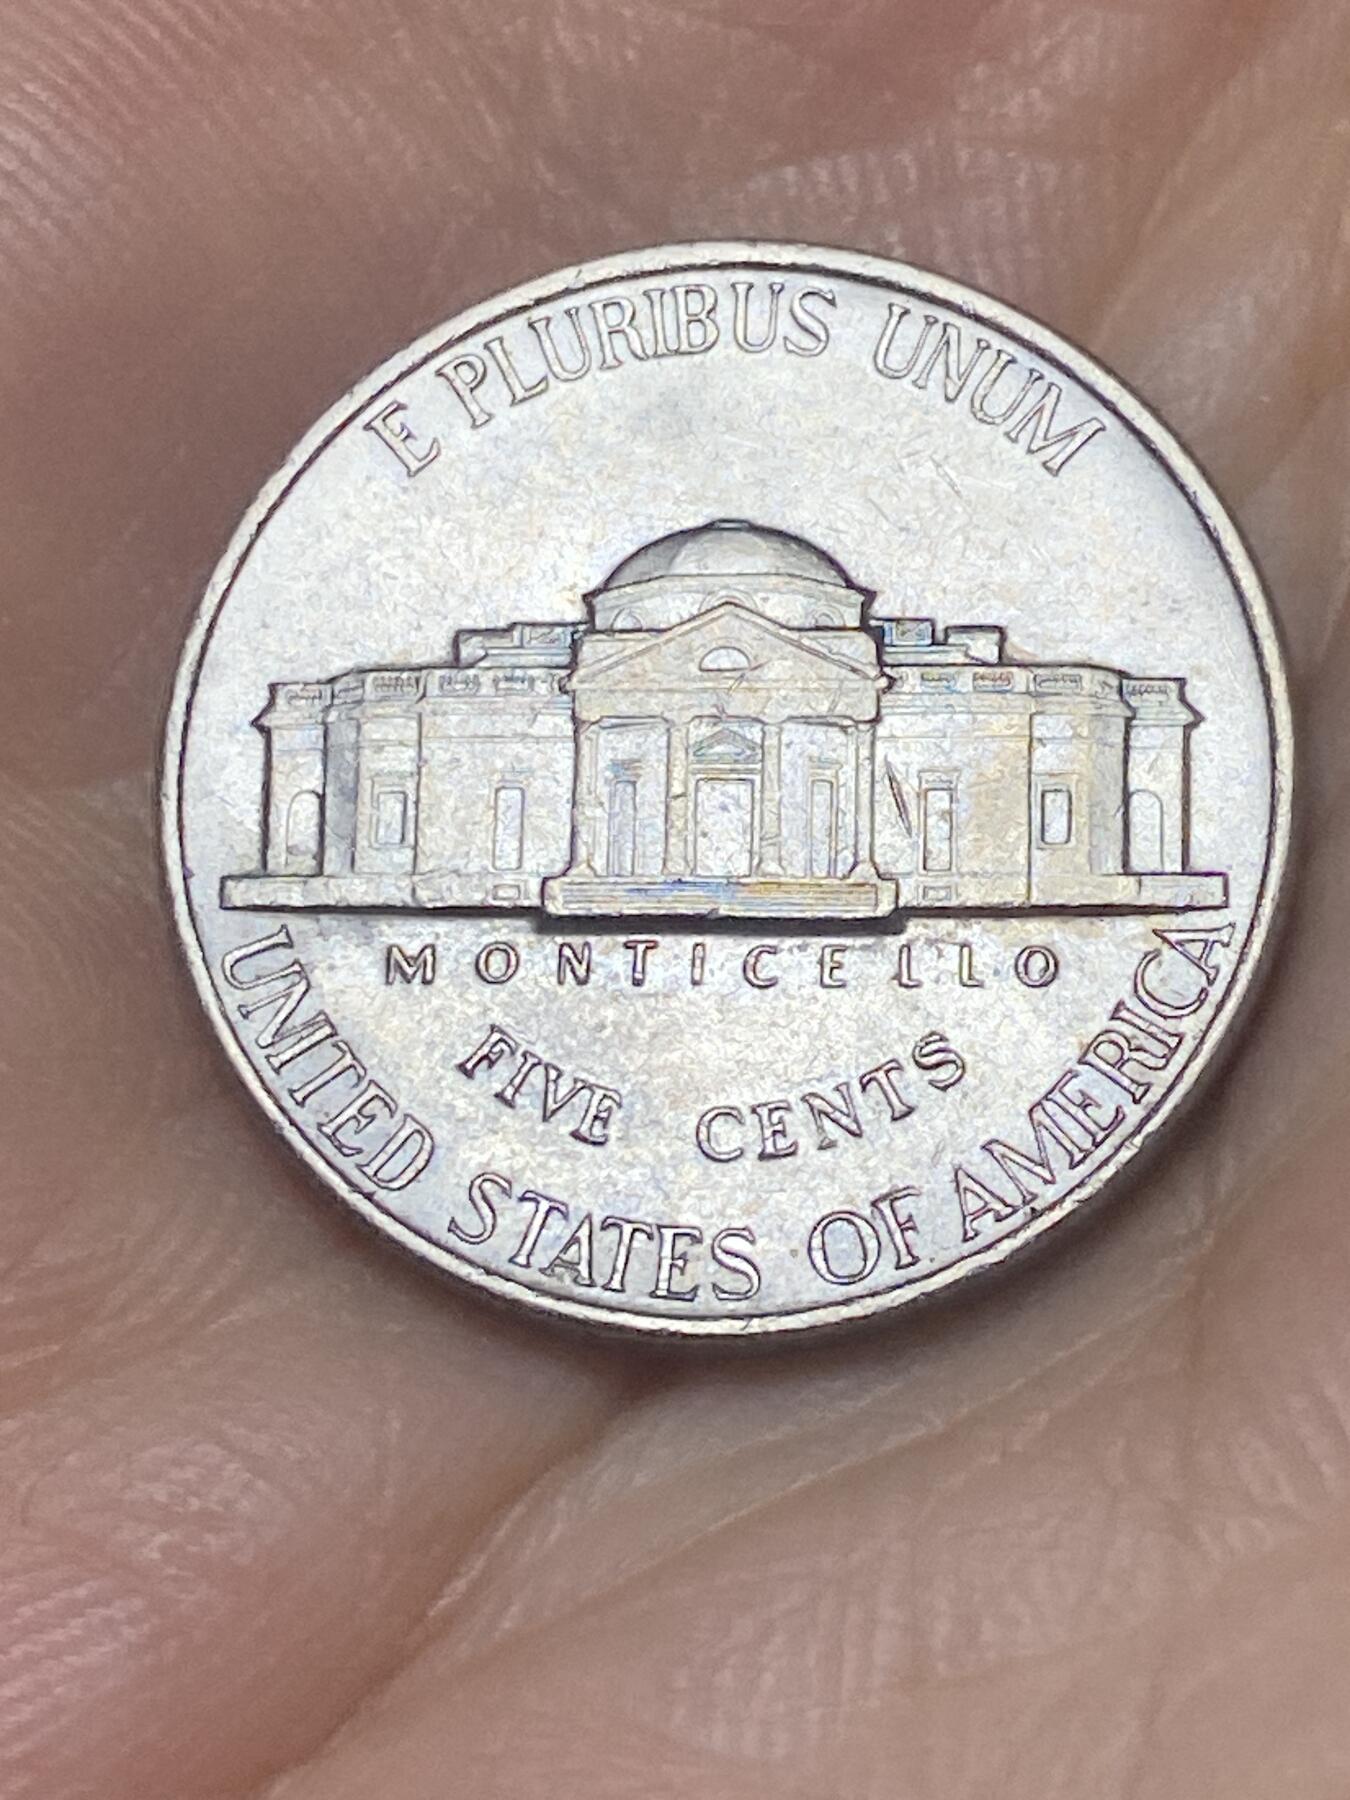 E PLURIBUS UNUM
MONTICELLO
FIVE CENTS
UNITED STATES OF AMERICA